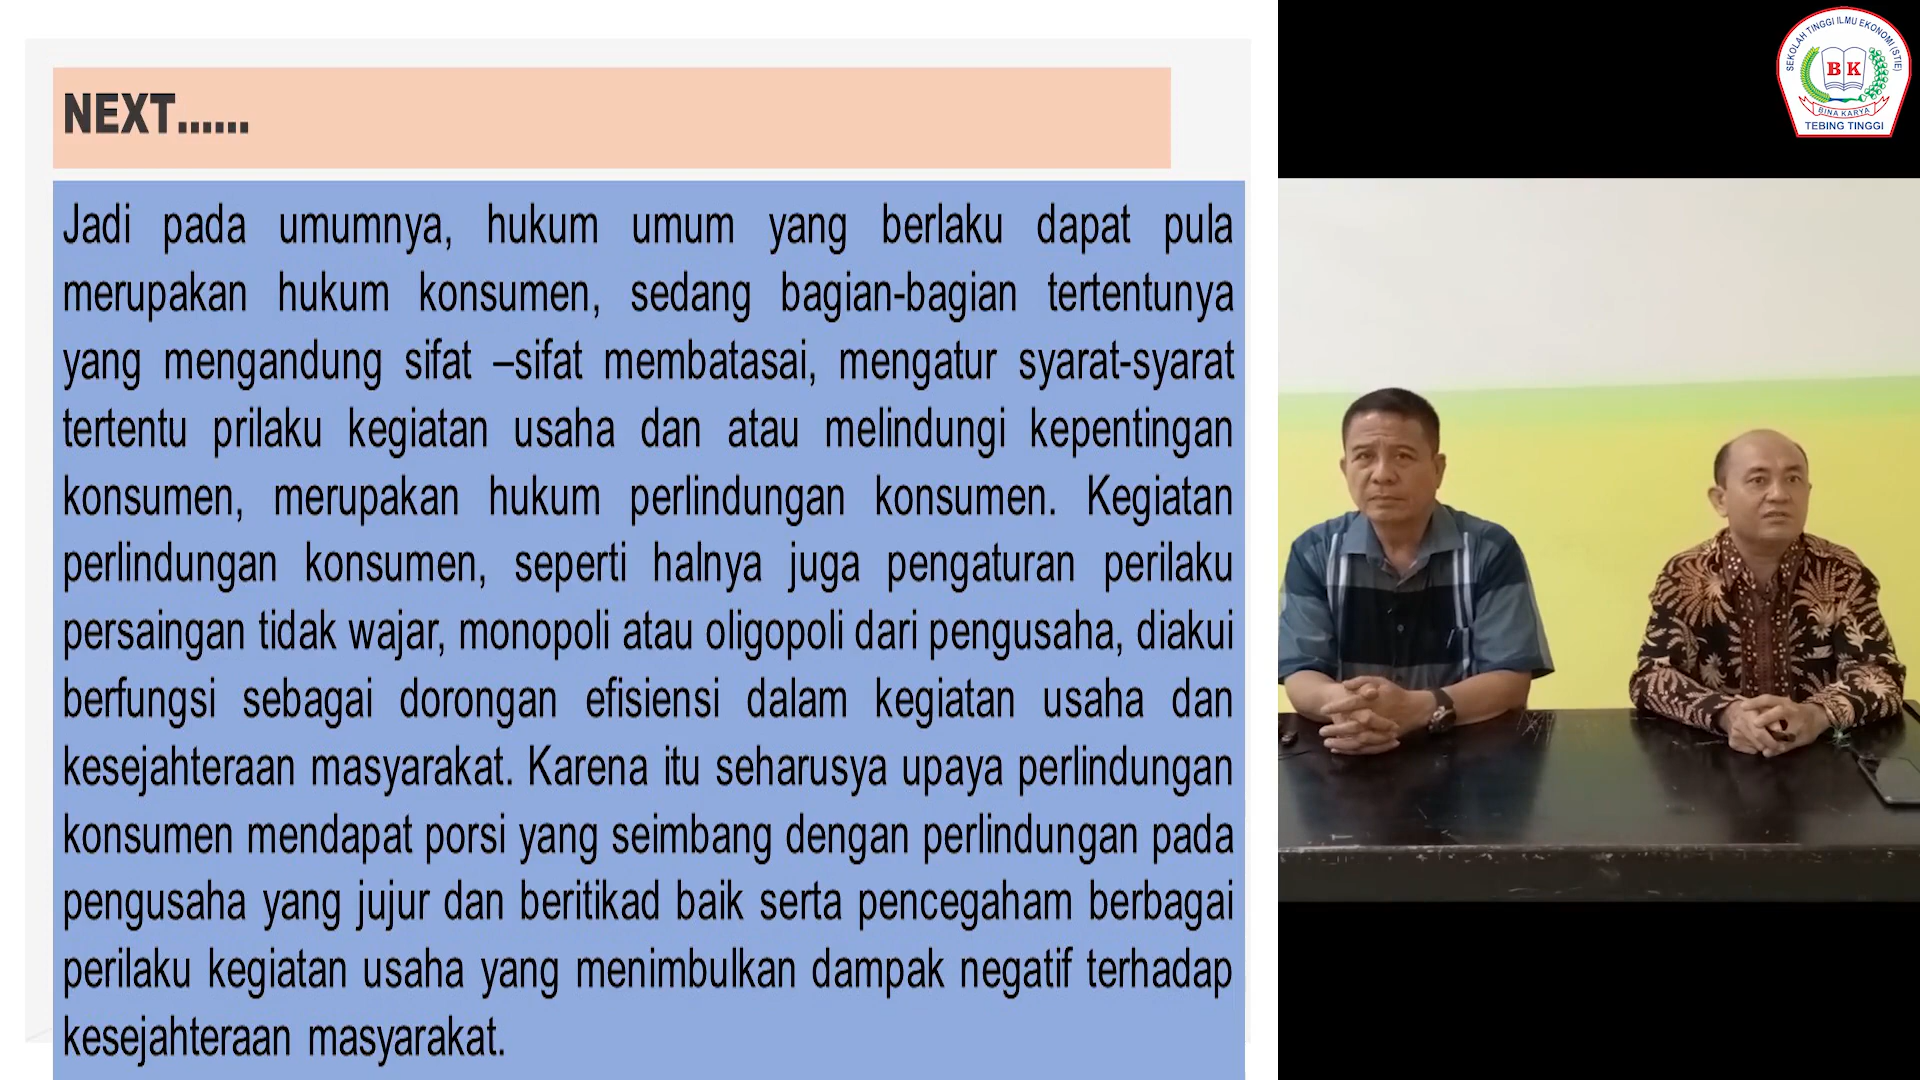 NEXT......
Jadi pada umumnya, hukum umum yang berlaku dapat pula
merupakan hukum konsumen, sedang bagian-bagian tertentunya
yang mengandung sifat –sifat membatasai, mengatur syarat-syarat
tertentu prilaku kegiatan usaha dan atau melindungi kepentingan
konsumen, merupakan hukum perlindungan konsumen. Kegiatan
perlindungan konsumen, seperti halnya juga pengaturan perilaku
persaingan tidak wajar, monopoli atau oligopoli dari pengusaha, diakui
berfungsi sebagai dorongan efisiensi dalam kegiatan usaha dan
kesejahteraan masyarakat. Karena itu seharusya upaya perlindungan
konsumen mendapat porsi yang seimbang dengan perlindungan pada
pengusaha yang jujur dan beritikad baik serta pencegaham berbagai
perilaku kegiatan usaha yang menimbulkan dampak negatif terhadap
kesejahteraan masyarakat.
SEKOLAH TINGGI ILMU EKONOMI (STIE)
BK
BINA KARYA
TEBING TINGGI